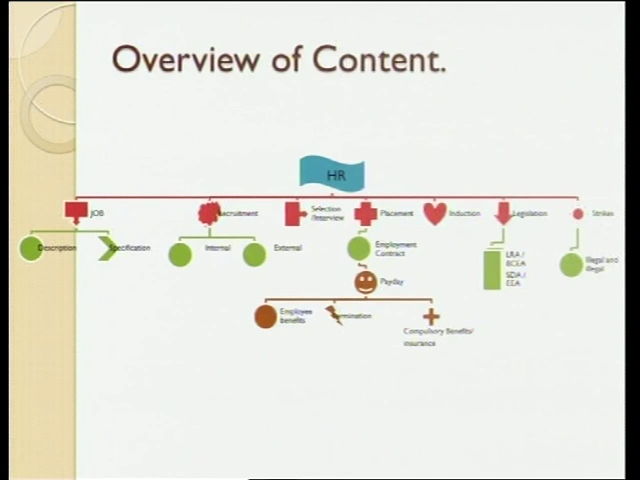 Overview of Content.
HR
JOB
Recruitment
Selection
/Interview
Placement
Induction
Legislation
Strikes
Description
Specification
Internal
External
Employment
Contract
LRA /
BCEA
SDA /
EEA
Illegal and
illegal
Payday
Employee
benefits
Termination
Compulsory Benefits/
insurance